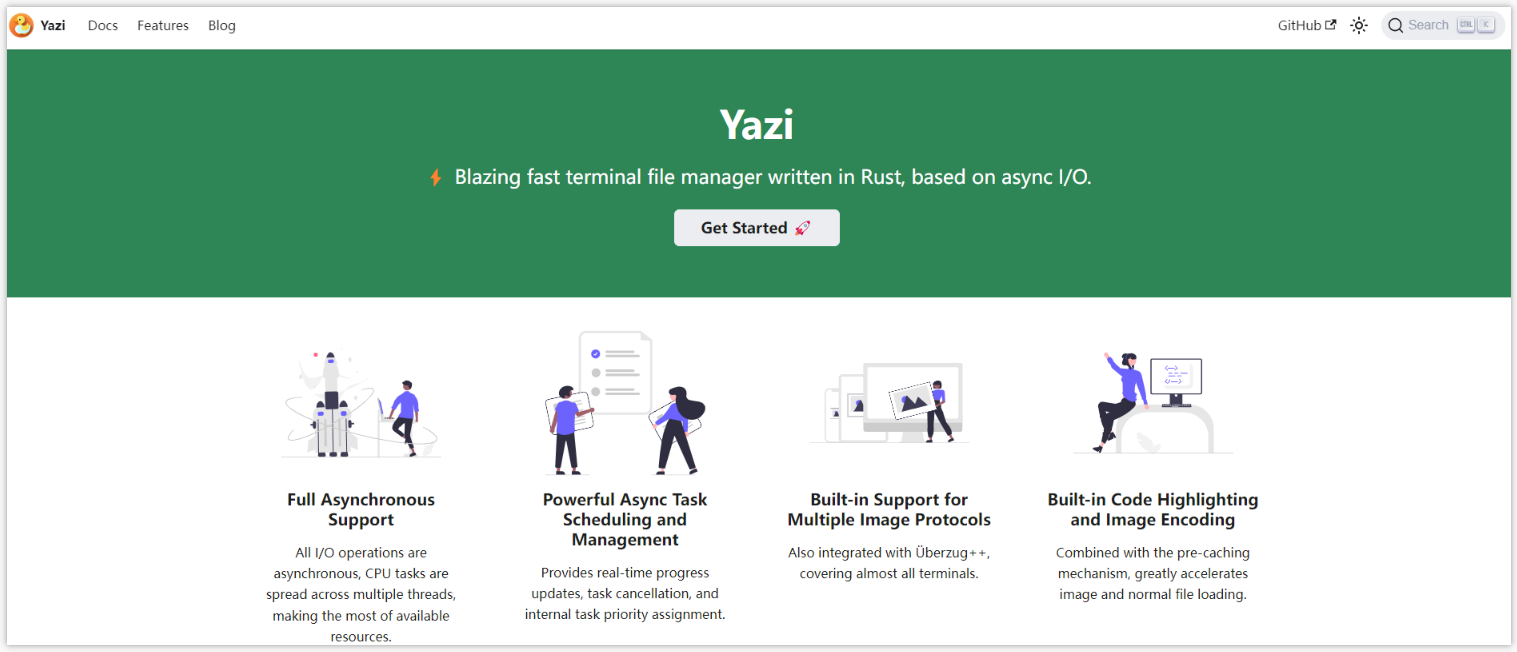 Yazi Docs Features Blog GitHub Search CTRL K
Yazi
Blazing fast terminal file manager written in Rust, based on async I/O.
Get Started
Full Asynchronous
Support
All I/O operations are
asynchronous, CPU tasks are
spread across multiple threads,
making the most of available
resources.
Powerful Async Task
Scheduling and
Management
Provides real-time progress
updates, task cancellation, and
internal task priority assignment.
Built-in Support for
Multiple Image Protocols
Also integrated with Überzug++,
covering almost all terminals.
Built-in Code Highlighting
and Image Encoding
Combined with the pre-caching
mechanism, greatly accelerates
image and normal file loading.